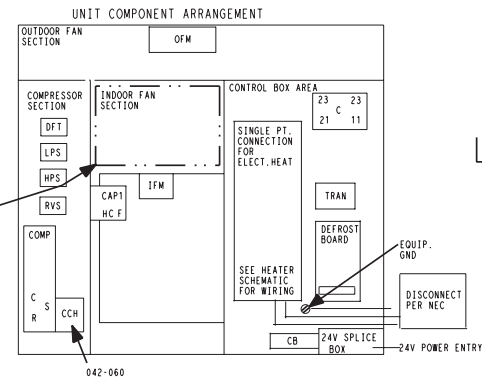 UNIT COMPONENT ARRANGEMENT
OUTDOOR FAN
SECTION
OFM
COMPRESSOR
SECTION
DFT
LPS
HPS
RVS
COMP
C
S
R
CCH
042-060
INDOOR FAN
SECTION
IFM
CAP1
HC F
CONTROL BOX AREA
23 23
C
21 11
SINGLE PT.
CONNECTION
FOR
ELECT.HEAT
SEE HEATER
SCHEMATIC
FOR WIRING
TRAN
DEFROST
BOARD
EQUIP.
GND
DISCONNECT
PER NEC
CB
24V SPLICE
BOX
24V POWER ENTRY